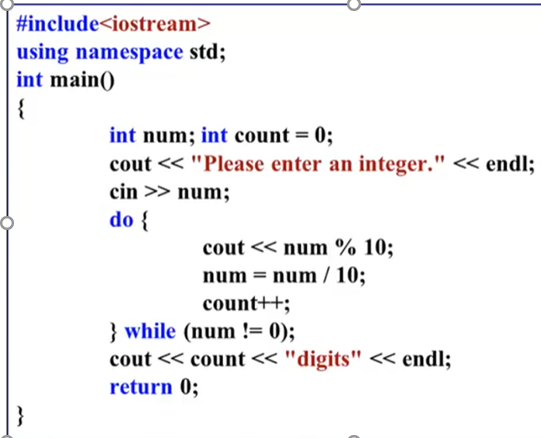 #include<iostream>
using namespace std;
int main()
{
int num; int count = 0;
cout << "Please enter an integer." << endl;
cin >> num;
do {
cout << num % 10;
num = num / 10;
count++;
} while (num != 0);
cout << count << "digits" << endl;
return 0;
}